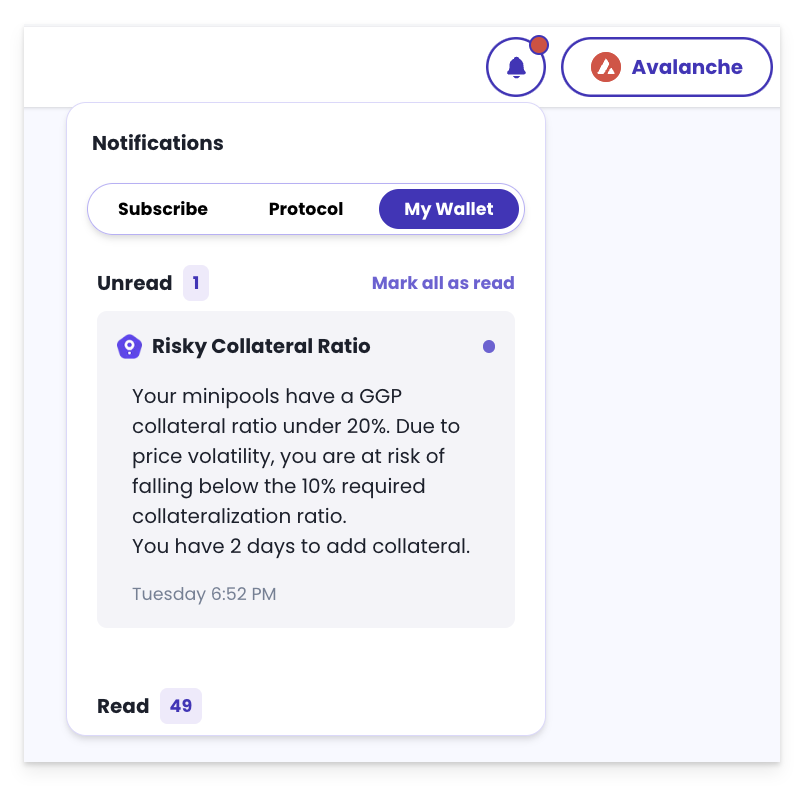 Avalanche
Notifications
Subscribe Protocol My Wallet
Unread 1 Mark all as read
Risky Collateral Ratio
Your minipools have a GGP
collateral ratio under 20%. Due to
price volatility, you are at risk of
falling below the 10% required
collateralization ratio.
You have 2 days to add collateral.
Tuesday 6:52 PM
Read 49